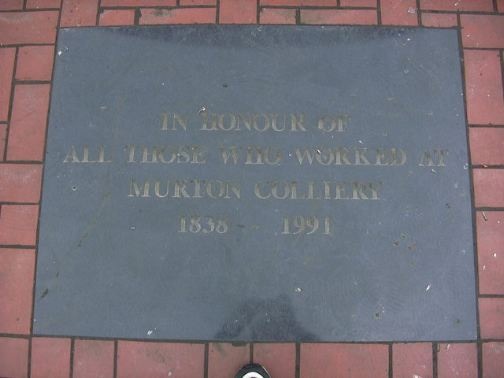 IN HONOUR OF
ALL THOSE WHO WORKED AT
MURTON COLLIERY
1838 - 1991